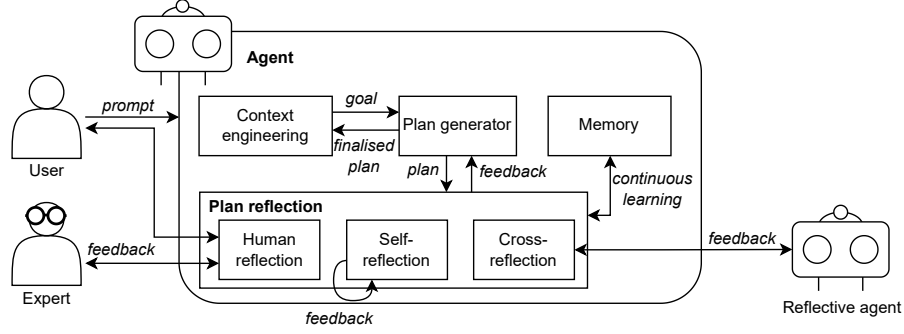 Agent
prompt
User
feedback
Expert
Context
engineering
goal
finalised
plan
Plan generator
Memory
plan
feedback
continuous
learning
Plan reflection
Human
reflection
Self-
reflection
Cross-
reflection
feedback
feedback
Reflective agent